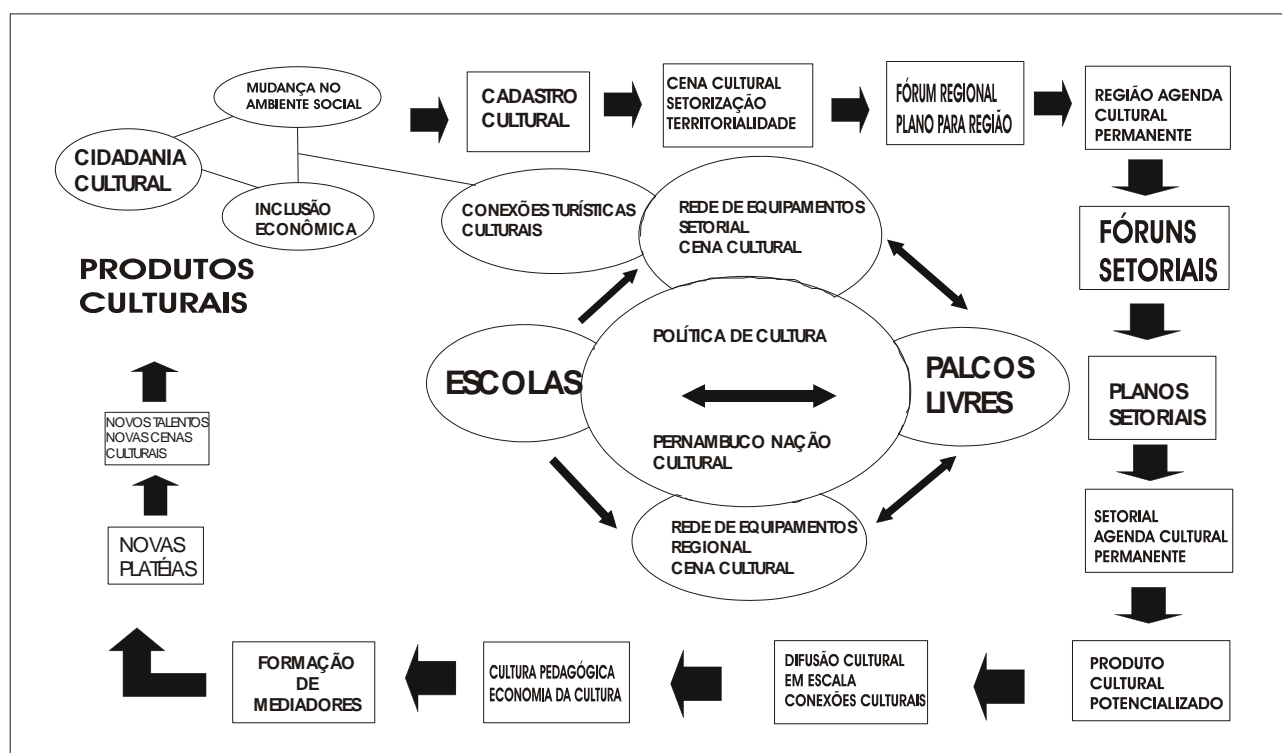 MUDANÇA NO
AMBIENTE SOCIAL
CIDADANIA
CULTURAL
INCLUSÃO
ECONÔMICA
CADASTRO
CULTURAL
CENA CULTURAL
SETORIZAÇÃO
TERRITORIALIDADE
FÓRUM REGIONAL
PLANO PARA REGIÃO
REGIÃO AGENDA
CULTURAL
PERMANENTE
CONEXÕES TURÍSTICAS
CULTURAIS
REDE DE EQUIPAMENTOS
SETORIAL
CENA CULTURAL
FÓRUNS
SETORIAIS
PRODUTOS
CULTURAIS
POLÍTICA DE CULTURA
ESCOLAS
PALCOS
LIVRES
PLANOS
SETORIAIS
PERNAMBUCO NAÇÃO
CULTURAL
NOVOS TALENTOS
NOVAS CENAS
CULTURAIS
REDE DE EQUIPAMENTOS
REGIONAL
CENA CULTURAL
SETORIAL
AGENDA CULTURAL
PERMANENTE
NOVAS
PLATÉIAS
FORMAÇÃO
DE
MEDIADORES
CULTURA PEDAGÓGICA
ECONOMIA DA CULTURA
DIFUSÃO CULTURAL
EM ESCALA
CONEXÕES CULTURAIS
PRODUTO
CULTURAL
POTENCIALIZADO